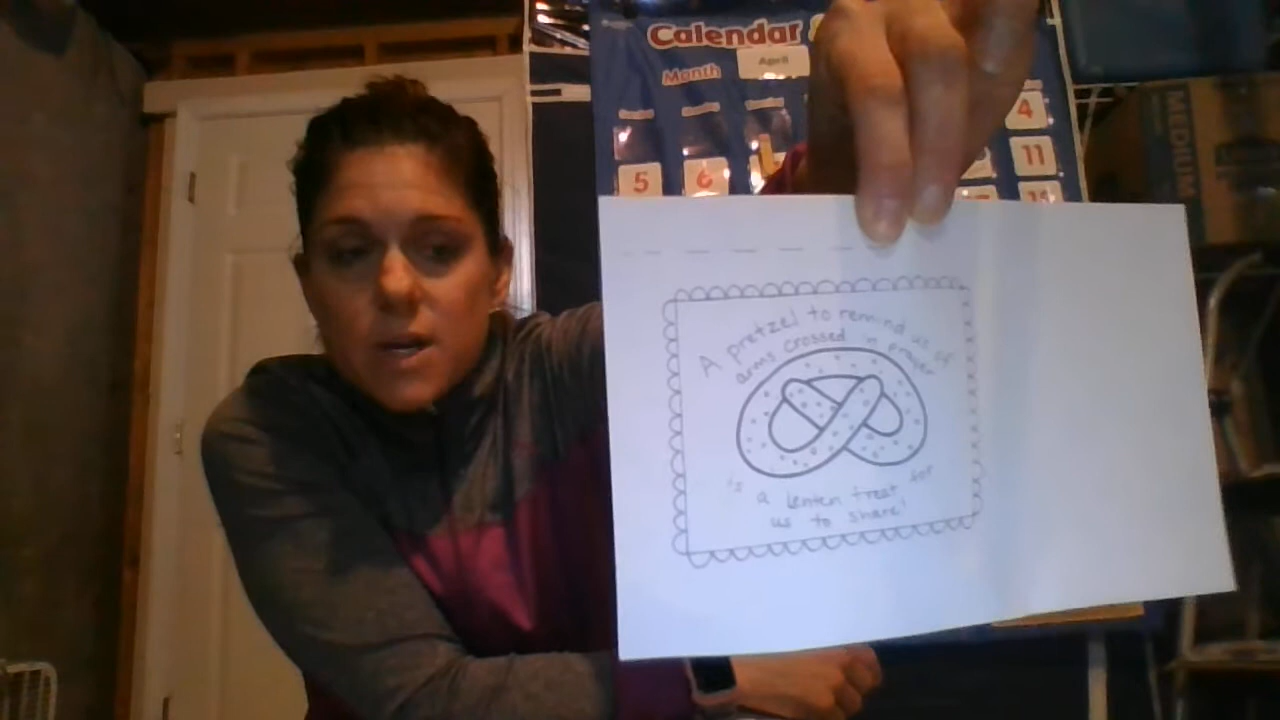 Calendar
Month
April
4
11
5
6
A pretzel to remind us of
arms crossed in prayer
is a Lenten treat for
us to share!
MEDIUM